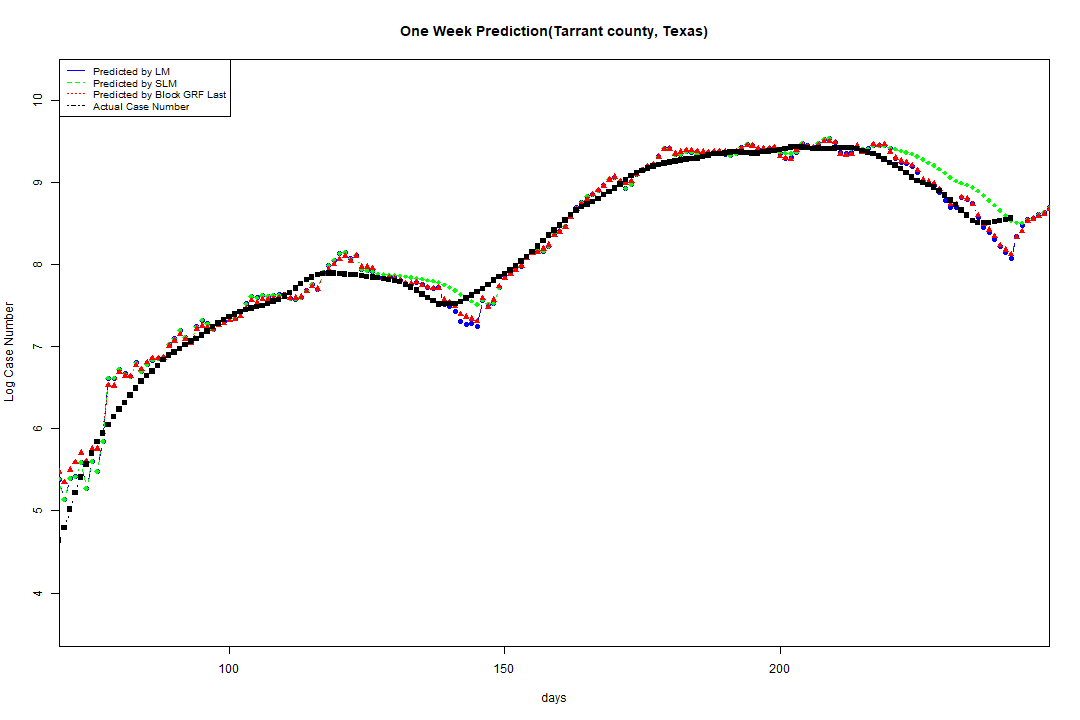 One Week Prediction(Tarrant county, Texas)
Predicted by LM
Predicted by SLM
Predicted by Block GRF Last
Actual Case Number
10
9
8
7
6
5
4
Log Case Number
100 150 200
days